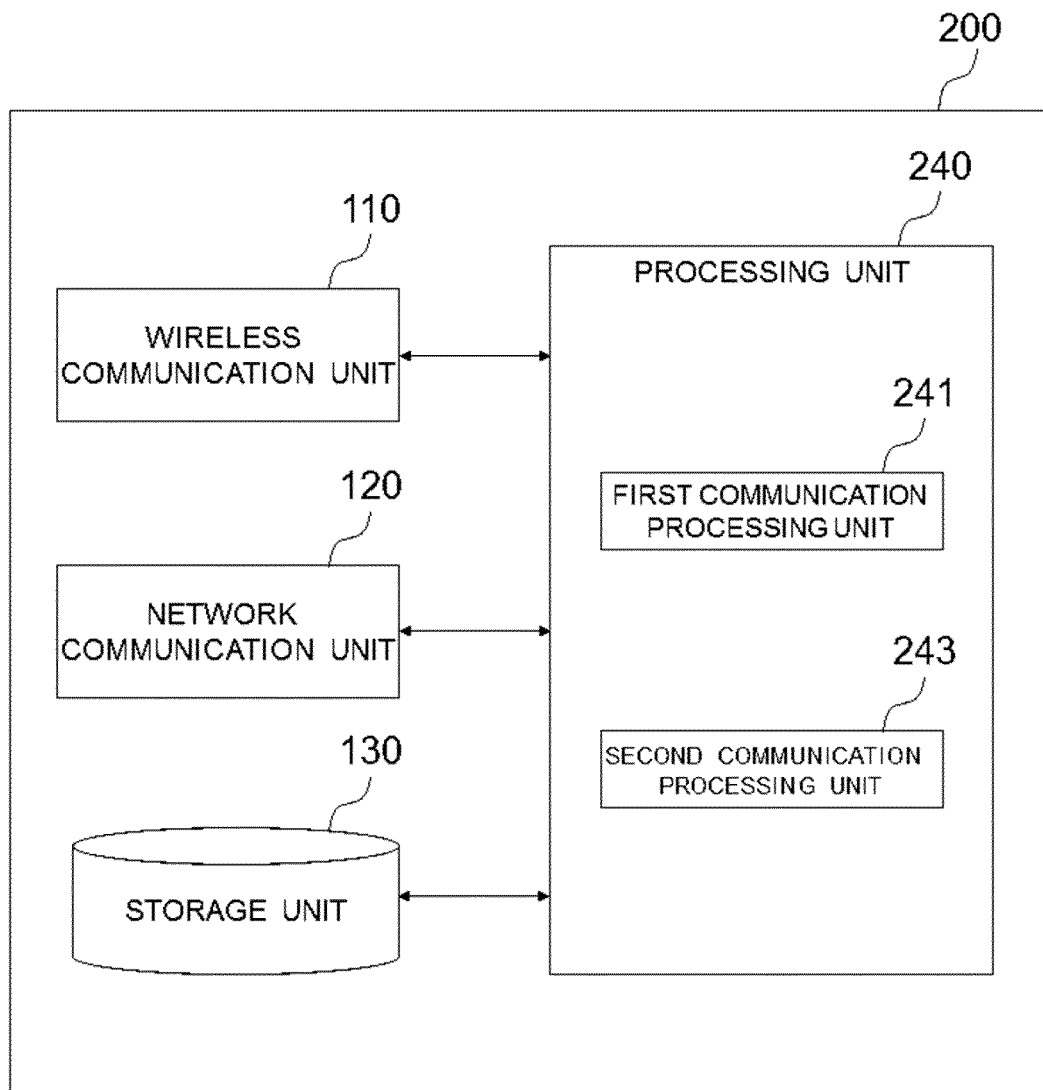 200
240
PROCESSING UNIT
110
WIRELESS
COMMUNICATION UNIT
241
FIRST COMMUNICATION
PROCESSING UNIT
120
NETWORK
COMMUNICATION UNIT
243
SECOND COMMUNICATION
PROCESSING UNIT
130
STORAGE UNIT